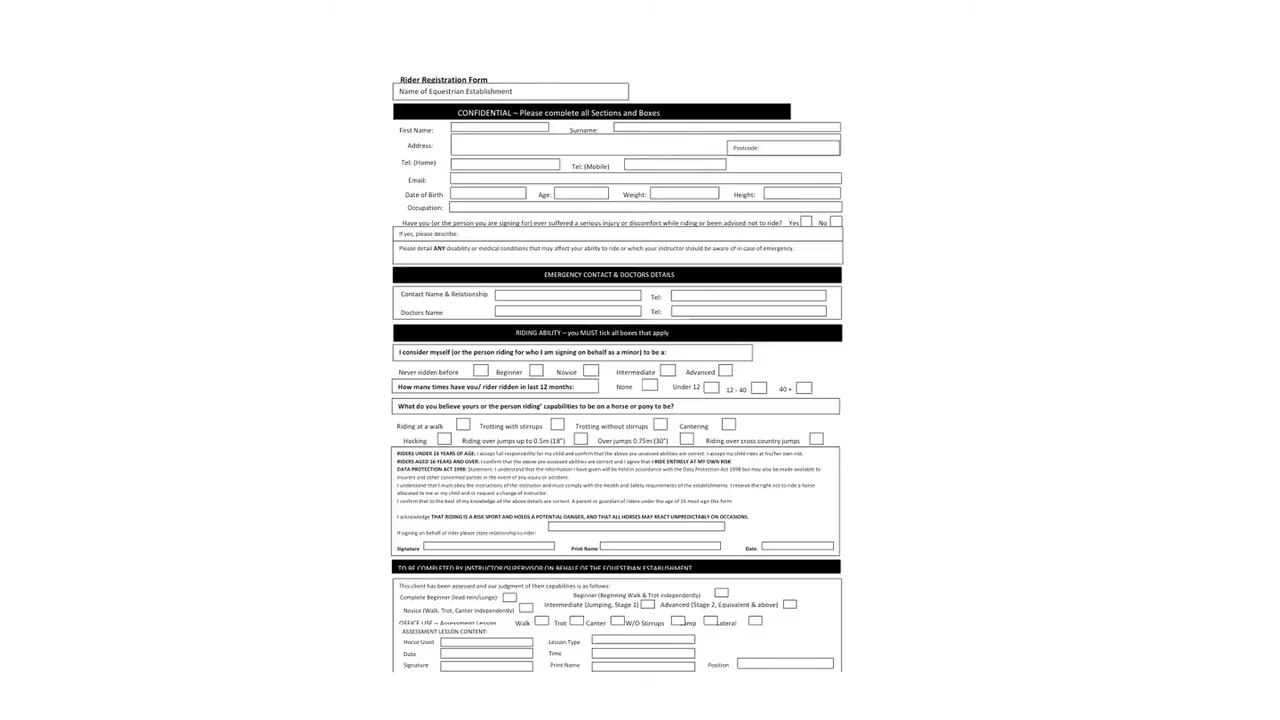 Rider Registration Form
Name of Equestrian Establishment
CONFIDENTIAL – Please complete all Sections and Boxes
First Name: Surname:
Address: Postcode:
Tel: (Home) Tel: (Mobile)
Email:
Date of Birth Age: Weight: Height:
Occupation:
Have you (or the person you are signing for) ever suffered a serious injury or discomfort while riding or been advised not to ride? Yes No
If yes, please describe:
Please detail ANY disability or medical conditions that may affect your ability to ride or which your instructor should be aware of in case of emergency.
EMERGENCY CONTACT & DOCTORS DETAILS
Contact Name & Relationship Tel:
Doctors Name Tel:
RIDING ABILITY – you MUST tick all boxes that apply
I consider myself (or the person riding for who I am signing on behalf as a minor) to be a:
Never ridden before Beginner Novice Intermediate Advanced
How many times have you/ rider ridden in last 12 months: None Under 12 12 - 40 40 +
What do you believe yours or the person riding' capabilities to be on a horse or pony to be?
Riding at a walk Trotting with stirrups Trotting without stirrups Cantering
Hacking Riding over jumps up to 0.5m (18") Over jumps 0.75m (30") Riding over cross country jumps
RIDERS UNDER 16 YEARS OF AGE: I accept full responsibility for my child and confirm that the above pre-assessed abilities are correct. I accept my child rides at his/her own risk.
RIDERS AGED 16 YEARS AND OVER: I confirm that the above pre-assessed abilities are correct and I agree that I RIDE ENTIRELY AT MY OWN RISK
DATA PROTECTION ACT 1998: Statement: I understand that the information I have given will be held in accordance with the Data Protection Act 1998 but may also be made available to
insurers and other concerned parties in the event of any injury or accident.
I understand that I must obey the instructions of the instructor and must comply with the Health and Safety requirements of the establishments. I reserve the right not to ride a horse
allocated to me or my child and or request a change of instructor.
I confirm that to the best of my knowledge all the above details are correct. A parent or guardian of riders under the age of 16 must sign this form
I acknowledge THAT RIDING IS A RISK SPORT AND HOLDS A POTENTIAL DANGER, AND THAT ALL HORSES MAY REACT UNPREDICTABLY ON OCCASIONS.
If signing on behalf of rider please state relationship to rider:
Signature Print Name Date
TO BE COMPLETED BY INSTRUCTOR/SUPERVISOR ON BEHALF OF THE EQUESTRIAN ESTABLISHMENT
This client has been assessed and our judgment of their capabilities is as follows:
Complete Beginner (lead rein/Lunge) Beginner (Beginning Walk & Trot independently)
Novice (Walk, Trot, Canter independently) Intermediate (Jumping, Stage 1) Advanced (Stage 2, Equivalent & above)
OFFICE USE – Assessment Lesson Walk Trot Canter W/O Stirrups Jump Lateral
ASSESSMENT LESSON CONTENT:
Horse Used Lesson Type
Date Time
Signature Print Name Position